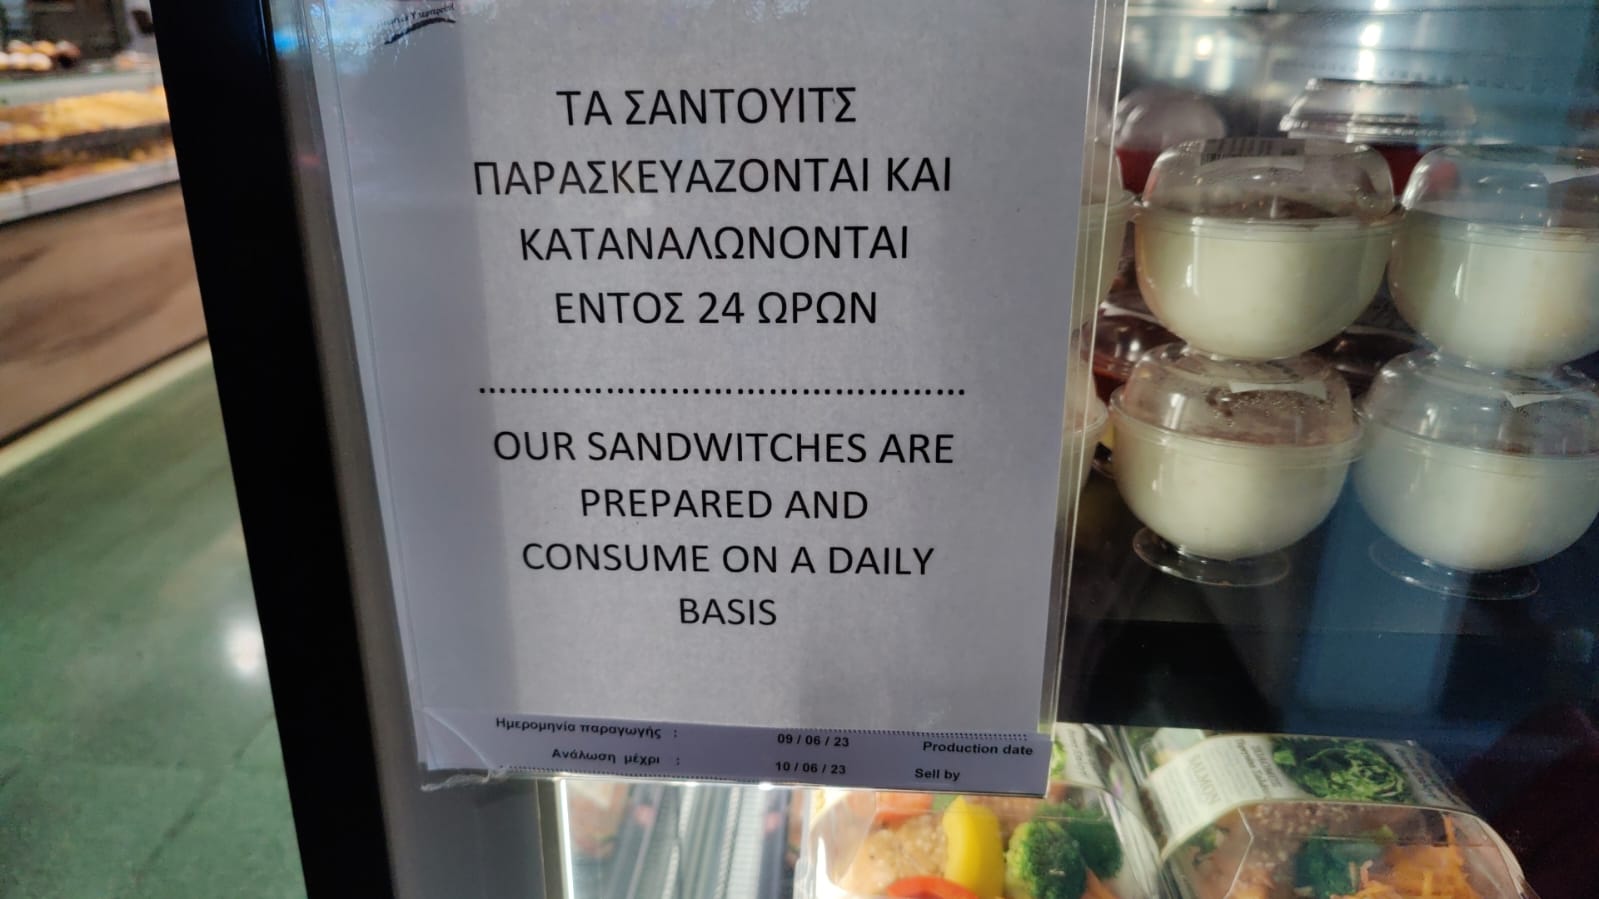 ΤΑ ΣΑΝΤΟΥΙΤΣ
ΠΑΡΑΣΚΕΥΑΖΟΝΤΑΙ ΚΑΙ
ΚΑΤΑΝΑΛΩΝΟΝΤΑΙ
ΕΝΤΟΣ 24 ΩΡΩΝ
OUR SANDWITCHES ARE
PREPARED AND
CONSUME ON A DAILY
BASIS
Ημερομηνία παραγωγής : 09 / 06 / 23 Production date
Ανάλωση μέχρι : 10 / 06 / 23 Sell by
SALMON